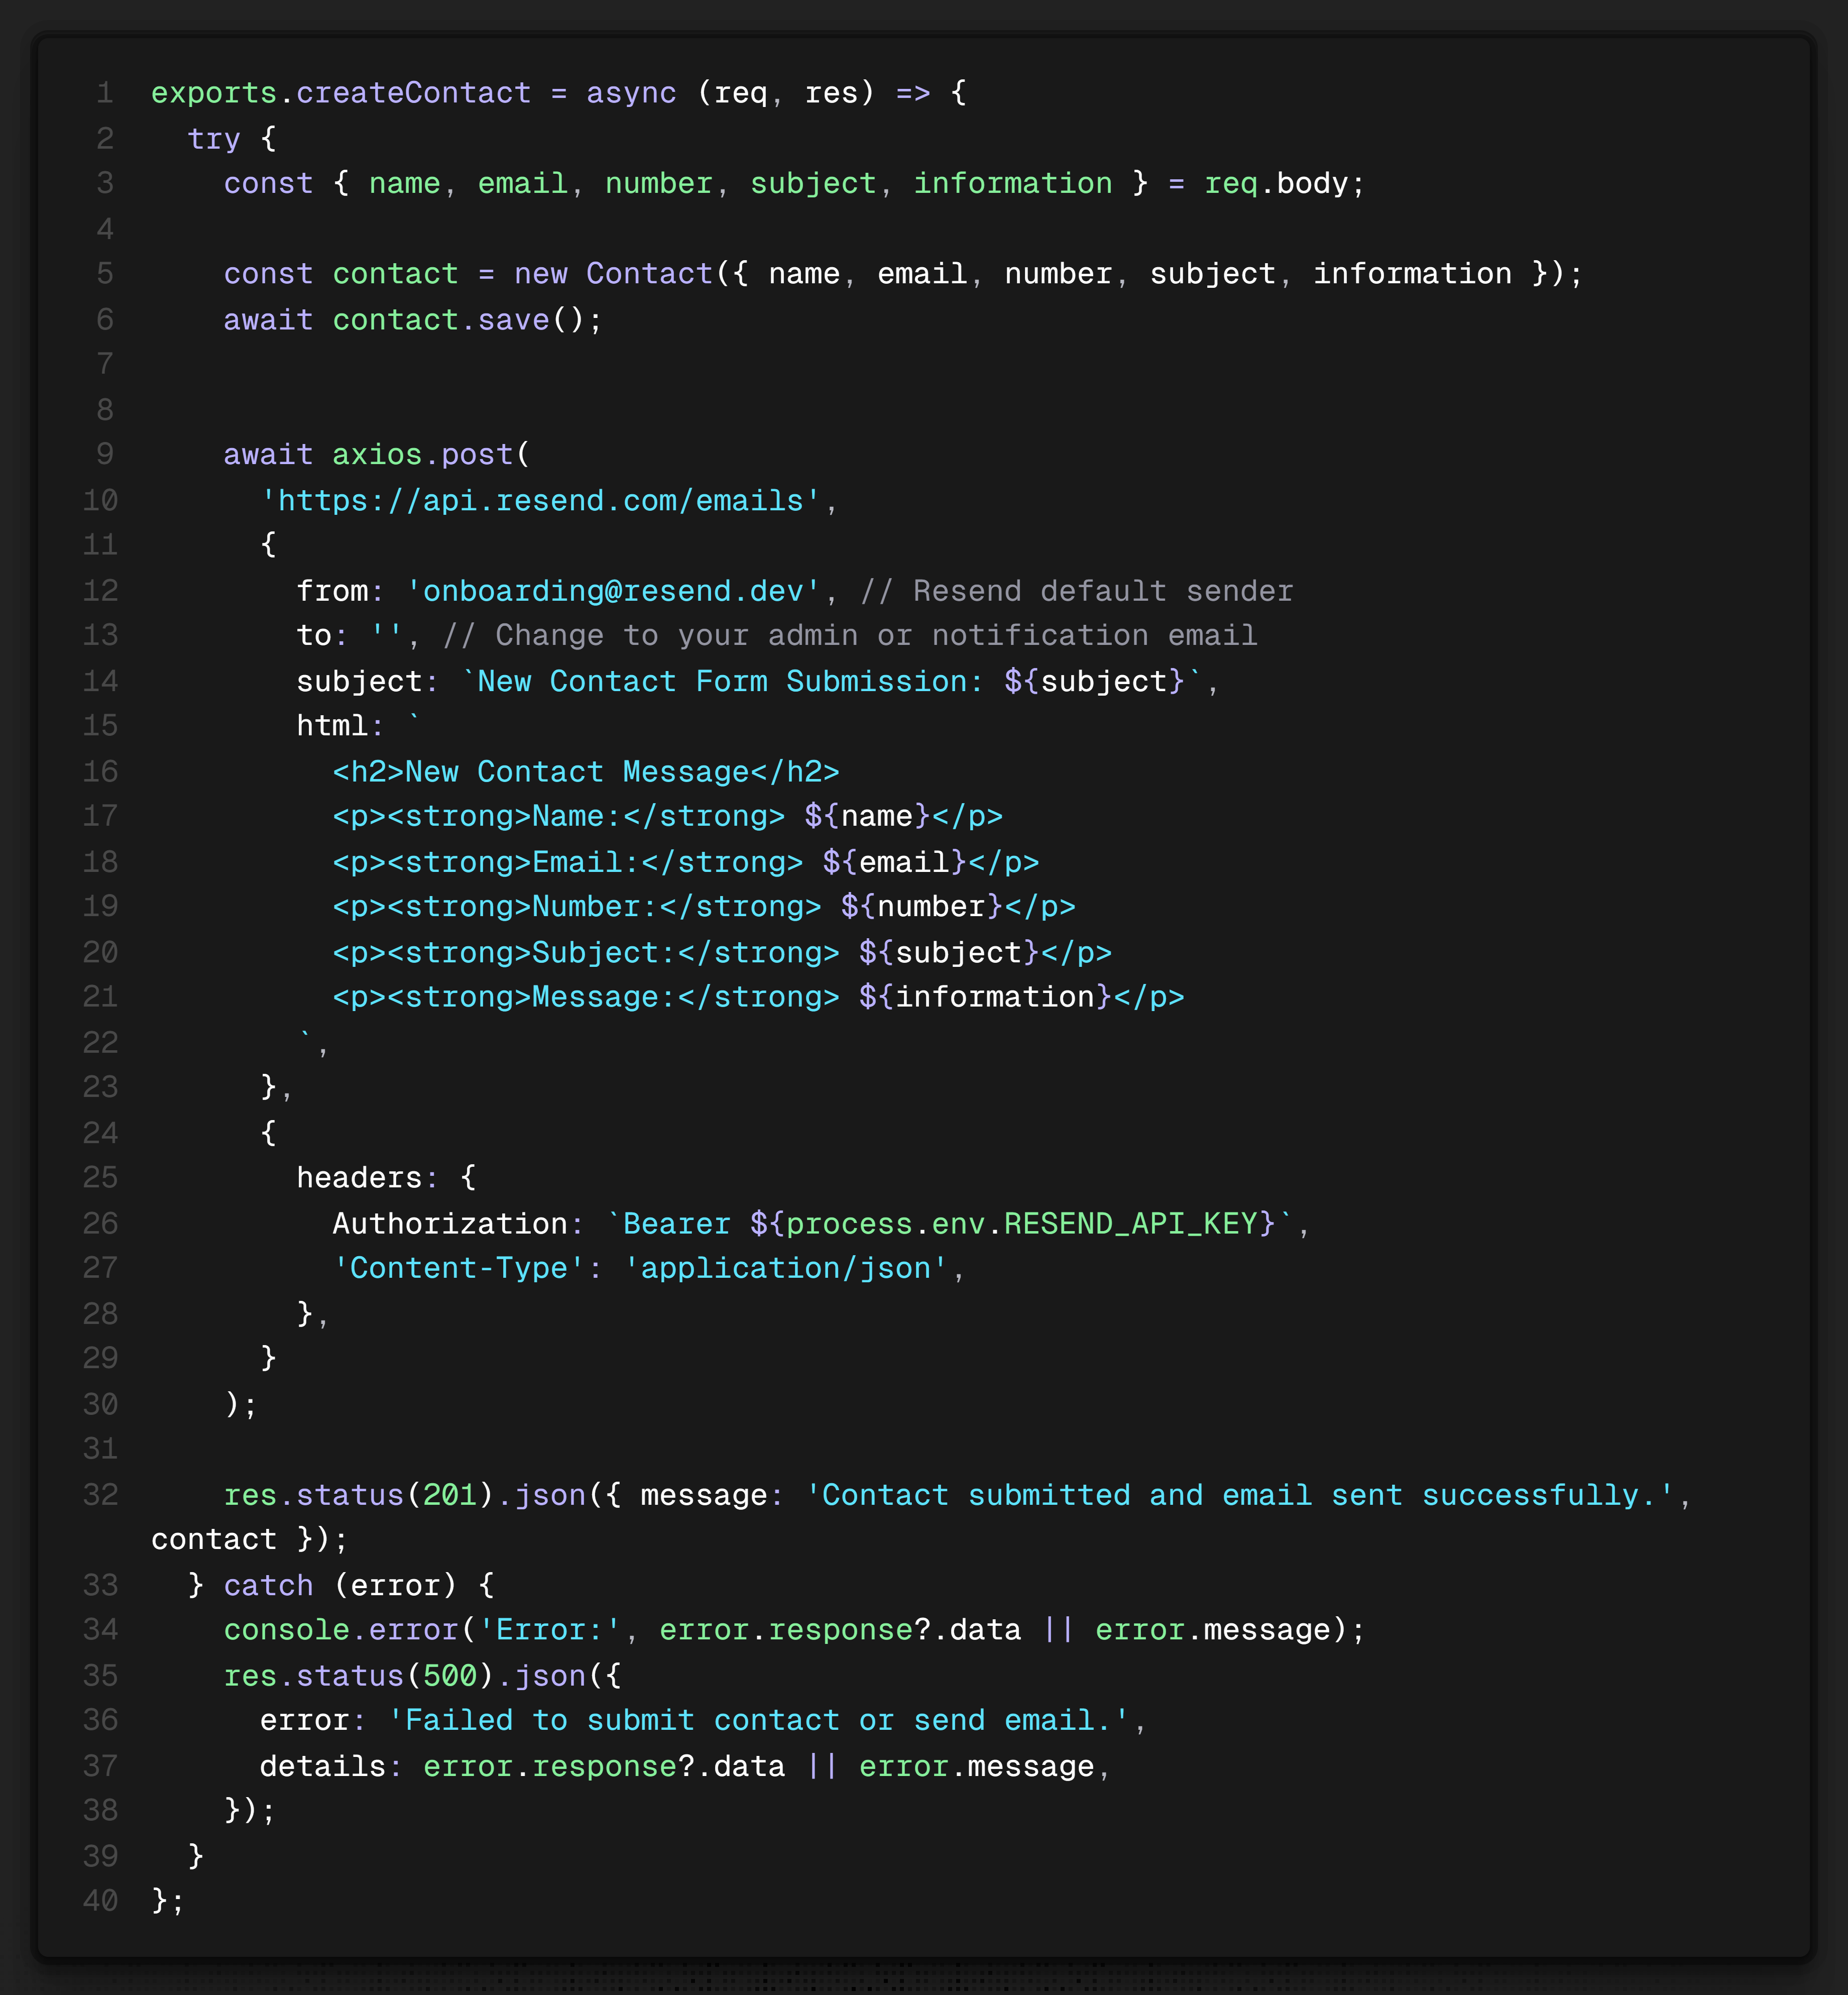 1 exports.createContact = async (req, res) => {
2   try {
3     const { name, email, number, subject, information } = req.body;
4
5     const contact = new Contact({ name, email, number, subject, information });
6     await contact.save();
7
8
9     await axios.post(
10       'https://api.resend.com/emails',
11       {
12         from: 'onboarding@resend.dev', // Resend default sender
13         to: '', // Change to your admin or notification email
14         subject: `New Contact Form Submission: ${subject}`,
15         html: `
16           <h2>New Contact Message</h2>
17           <p><strong>Name:</strong> ${name}</p>
18           <p><strong>Email:</strong> ${email}</p>
19           <p><strong>Number:</strong> ${number}</p>
20           <p><strong>Subject:</strong> ${subject}</p>
21           <p><strong>Message:</strong> ${information}</p>
22         `,
23       },
24       {
25         headers: {
26           Authorization: `Bearer ${process.env.RESEND_API_KEY}`,
27           'Content-Type': 'application/json',
28         },
29       }
30     );
31
32     res.status(201).json({ message: 'Contact submitted and email sent successfully.',
contact });
33   } catch (error) {
34     console.error('Error:', error.response?.data || error.message);
35     res.status(500).json({
36       error: 'Failed to submit contact or send email.',
37       details: error.response?.data || error.message,
38     });
39   }
40 };